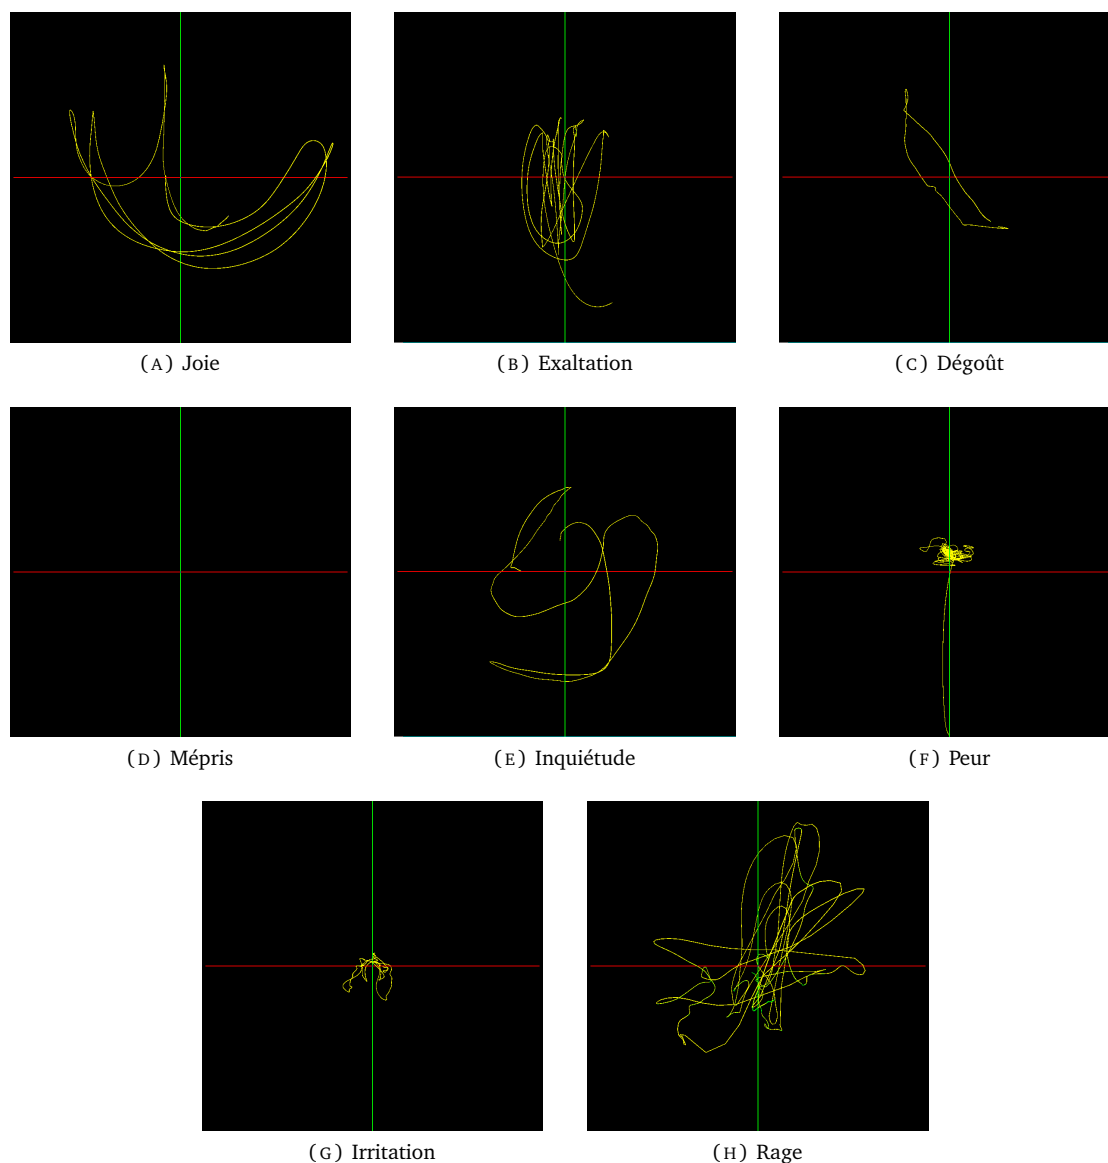 (A) Joie
(B) Exaltation
(C) Dégoût
(D) Mépris
(E) Inquiétude
(F) Peur
(G) Irritation
(H) Rage